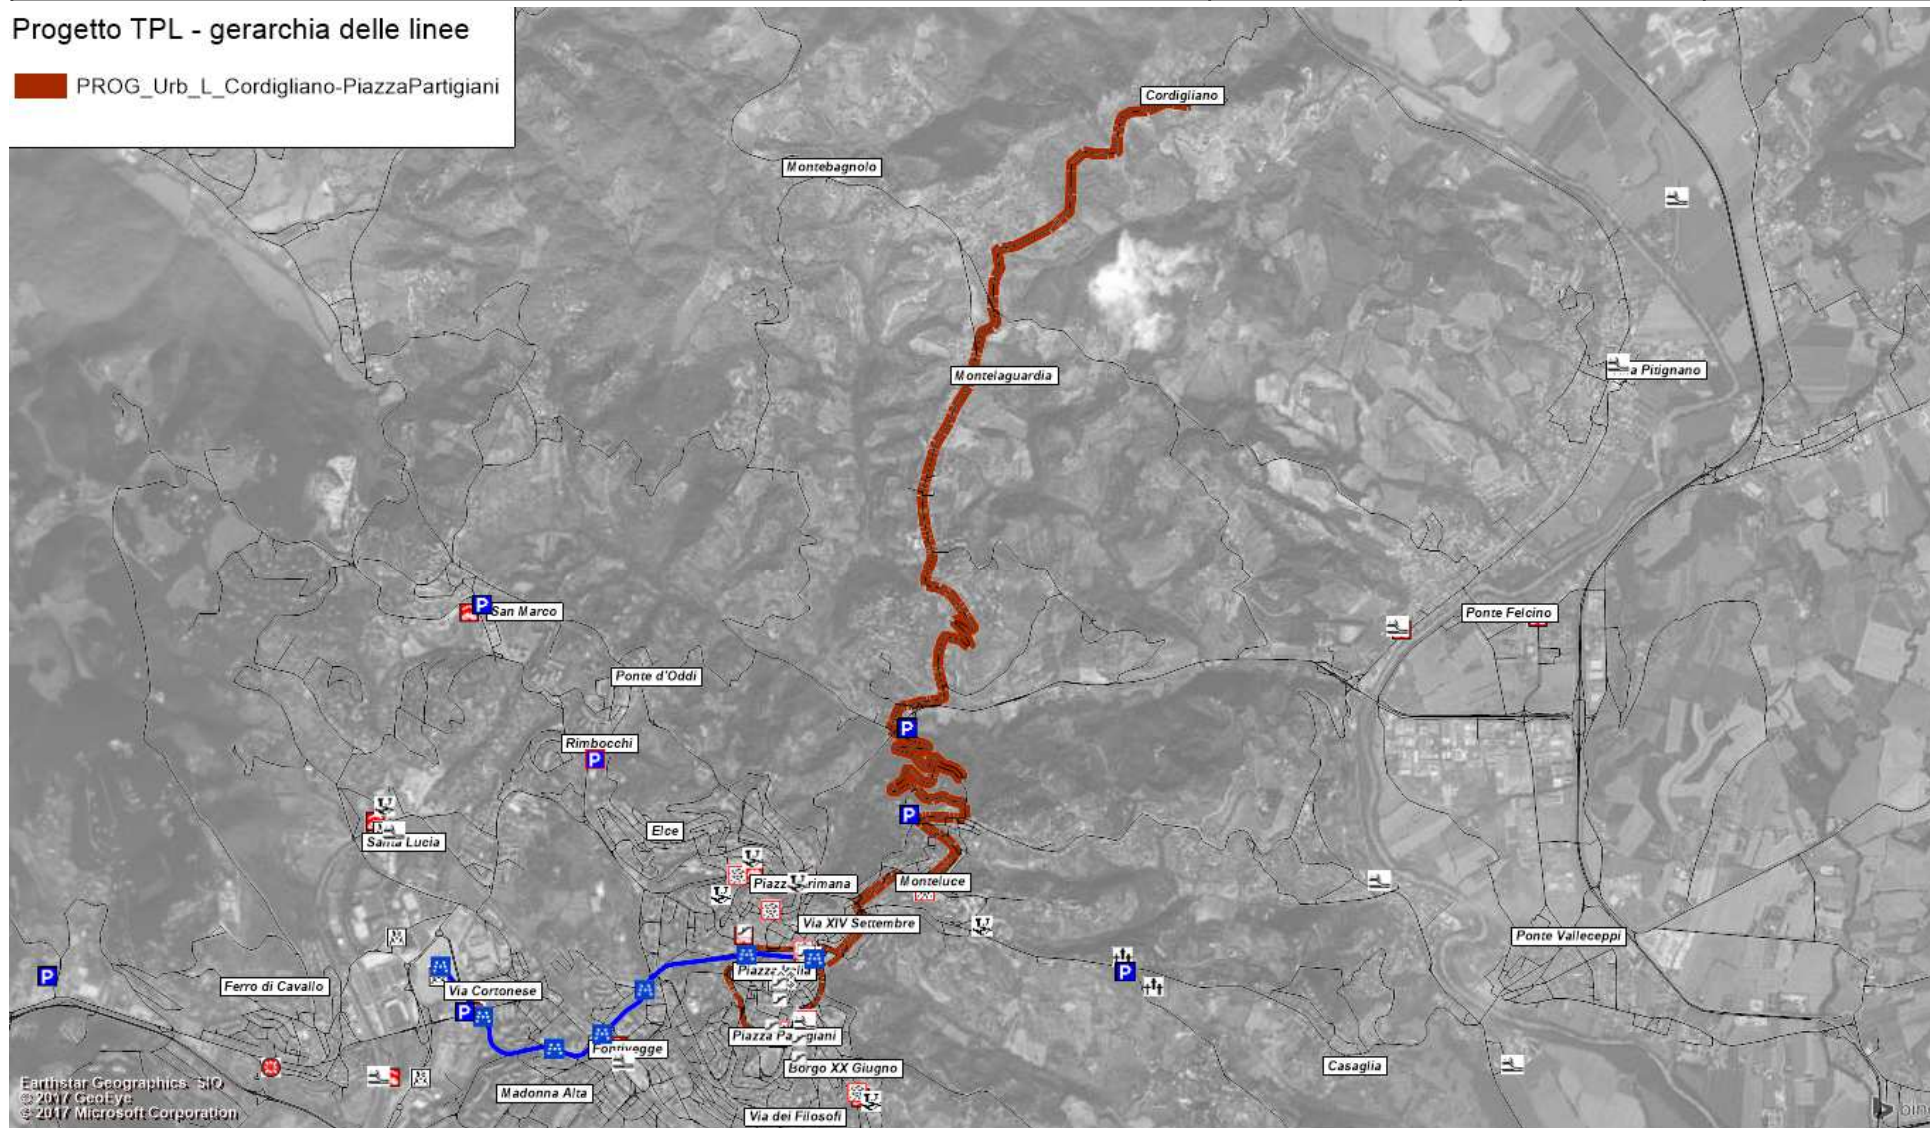 Progetto TPL - gerarchia delle linee
PROG_Urb_L_Cordigliano-PiazzaPartigiani
Cordigliano
Montebagnolo
Montelaguardia
a Pitignano
San Marco
Ponte Felcino
Ponte d'Oddi
Rimbocchi
Elce
Santa Lucia
Monteluce
Via XIV Settembre
Ponte Valleceppi
Ferro di Cavallo
Via Cortonese
Fontivegge
Borgo XX Giugno
Casaglia
Madonna Alta
Via dei Filosofi
P
P
P
P
P
P
P
Earthstar Geographics SIO
© 2017 GeoEye
© 2017 Microsoft Corporation
bin